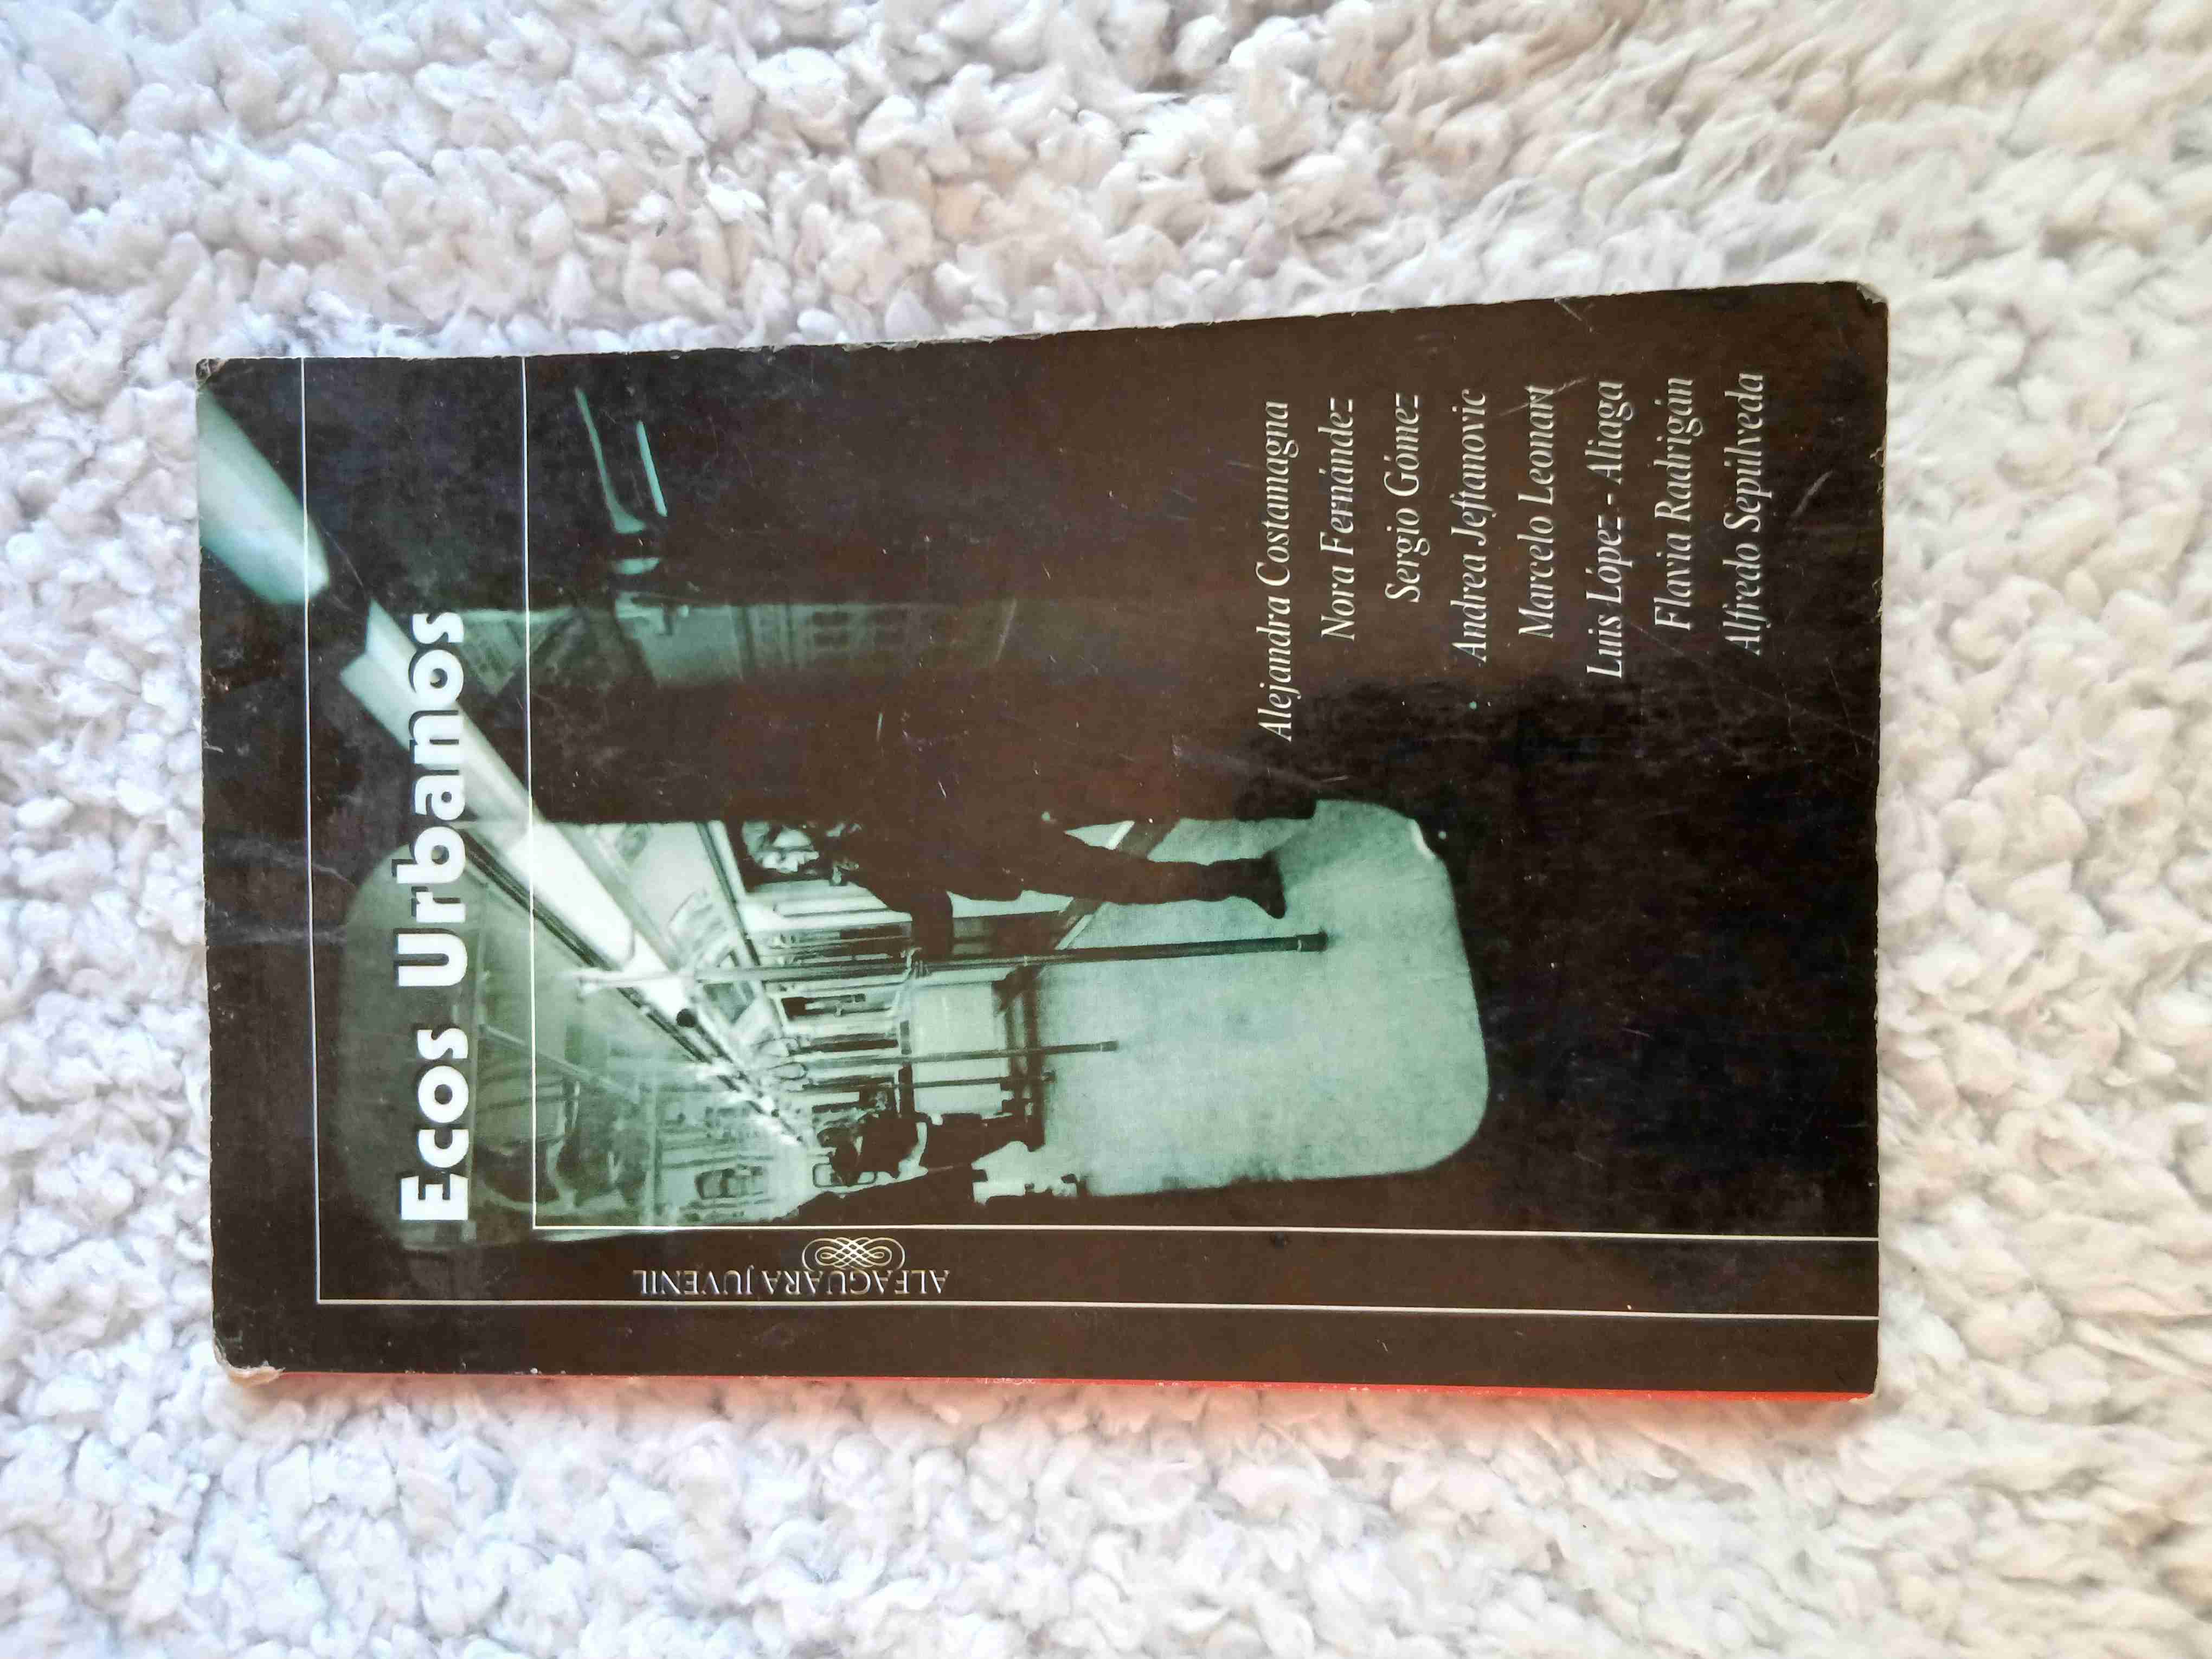 Ecos Urbanos
ALFAGUARA JUVENIL
Alejandra Costamagna
Nora Fernández
Sergio Gómez
Andrea Jeftanovic
Marcelo Leonart
Luis López - Aliaga
Flavia Radrigán
Alfredo Sepúlveda